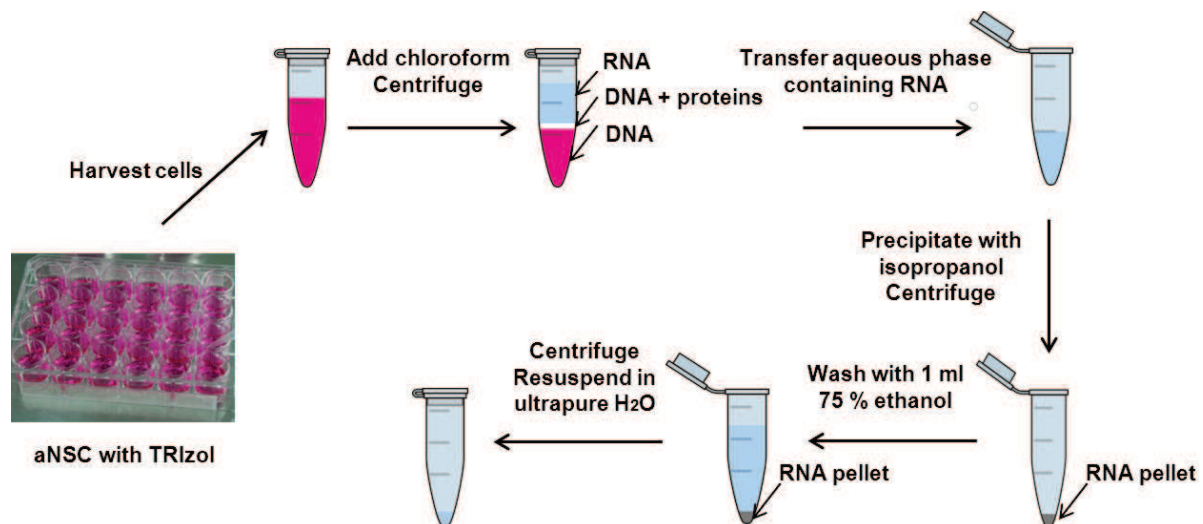 Add chloroform
Centrifuge
RNA
DNA + proteins
DNA
Transfer aqueous phase
containing RNA
Harvest cells
aNSC with TRIzol
Precipitate with
isopropanol
Centrifuge
Wash with 1 ml
75 % ethanol
RNA pellet
RNA pellet
Centrifuge
Resuspend in
ultrapure H₂O